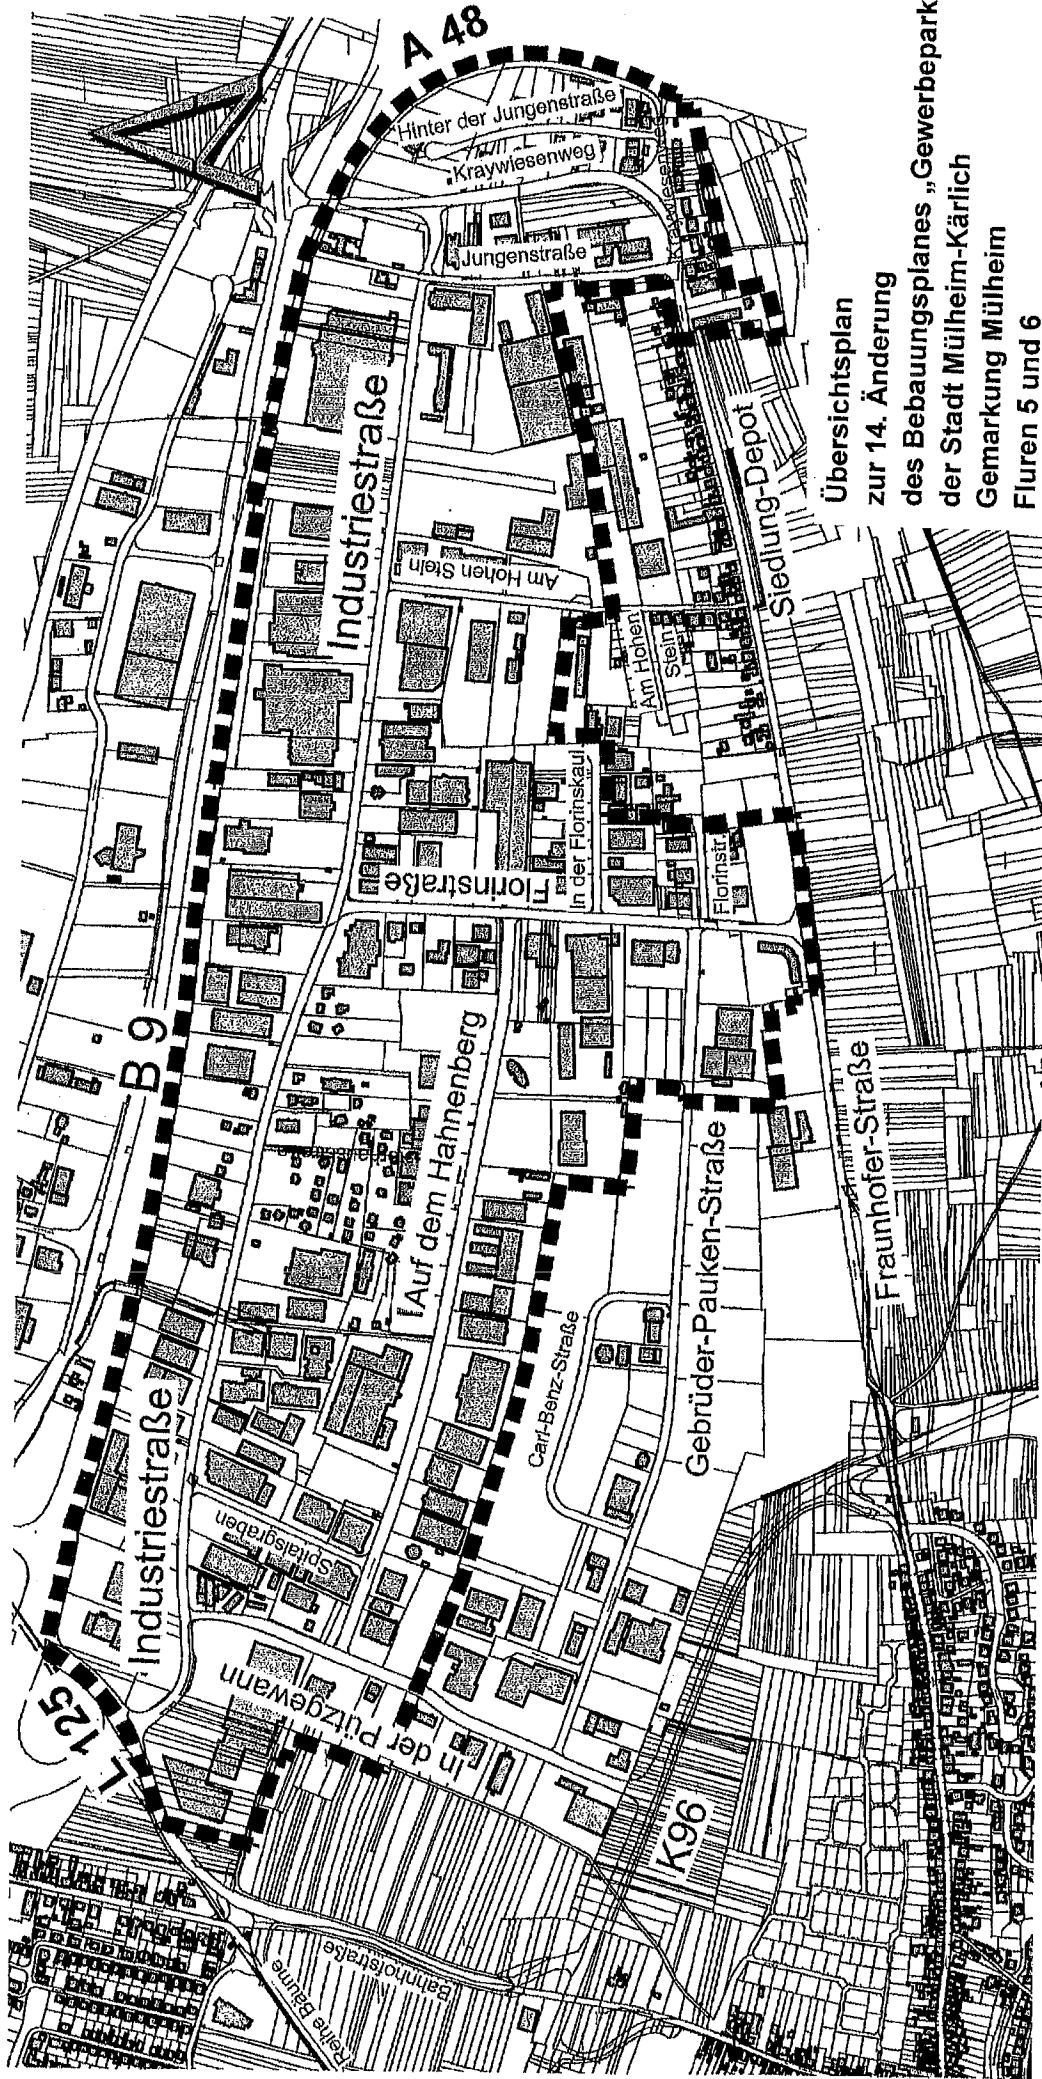 A 48
Hinter der Jungenstraße
Kraywiesenweg
Jungenstraße
Industriestraße
Am Hohen Stein
Siedlung-Depot
Am Hohen
Stein
In der Florinskaul
Florinstraße
Florinstr.
B 9
Auf dem Hahnenberg
Fraunhofer-Straße
Gebrüder-Pauken-Straße
Carl-Benz-Straße
Industriestraße
Spitalsgraben
In der Pützgewann
L 125
K96
Bahnhofstraße
Reihe Bäume
Übersichtsplan
zur 14. Änderung
des Bebauungsplanes „Gewerbepark
der Stadt Mülheim-Kärlich
Gemarkung Mülheim
Fluren 5 und 6